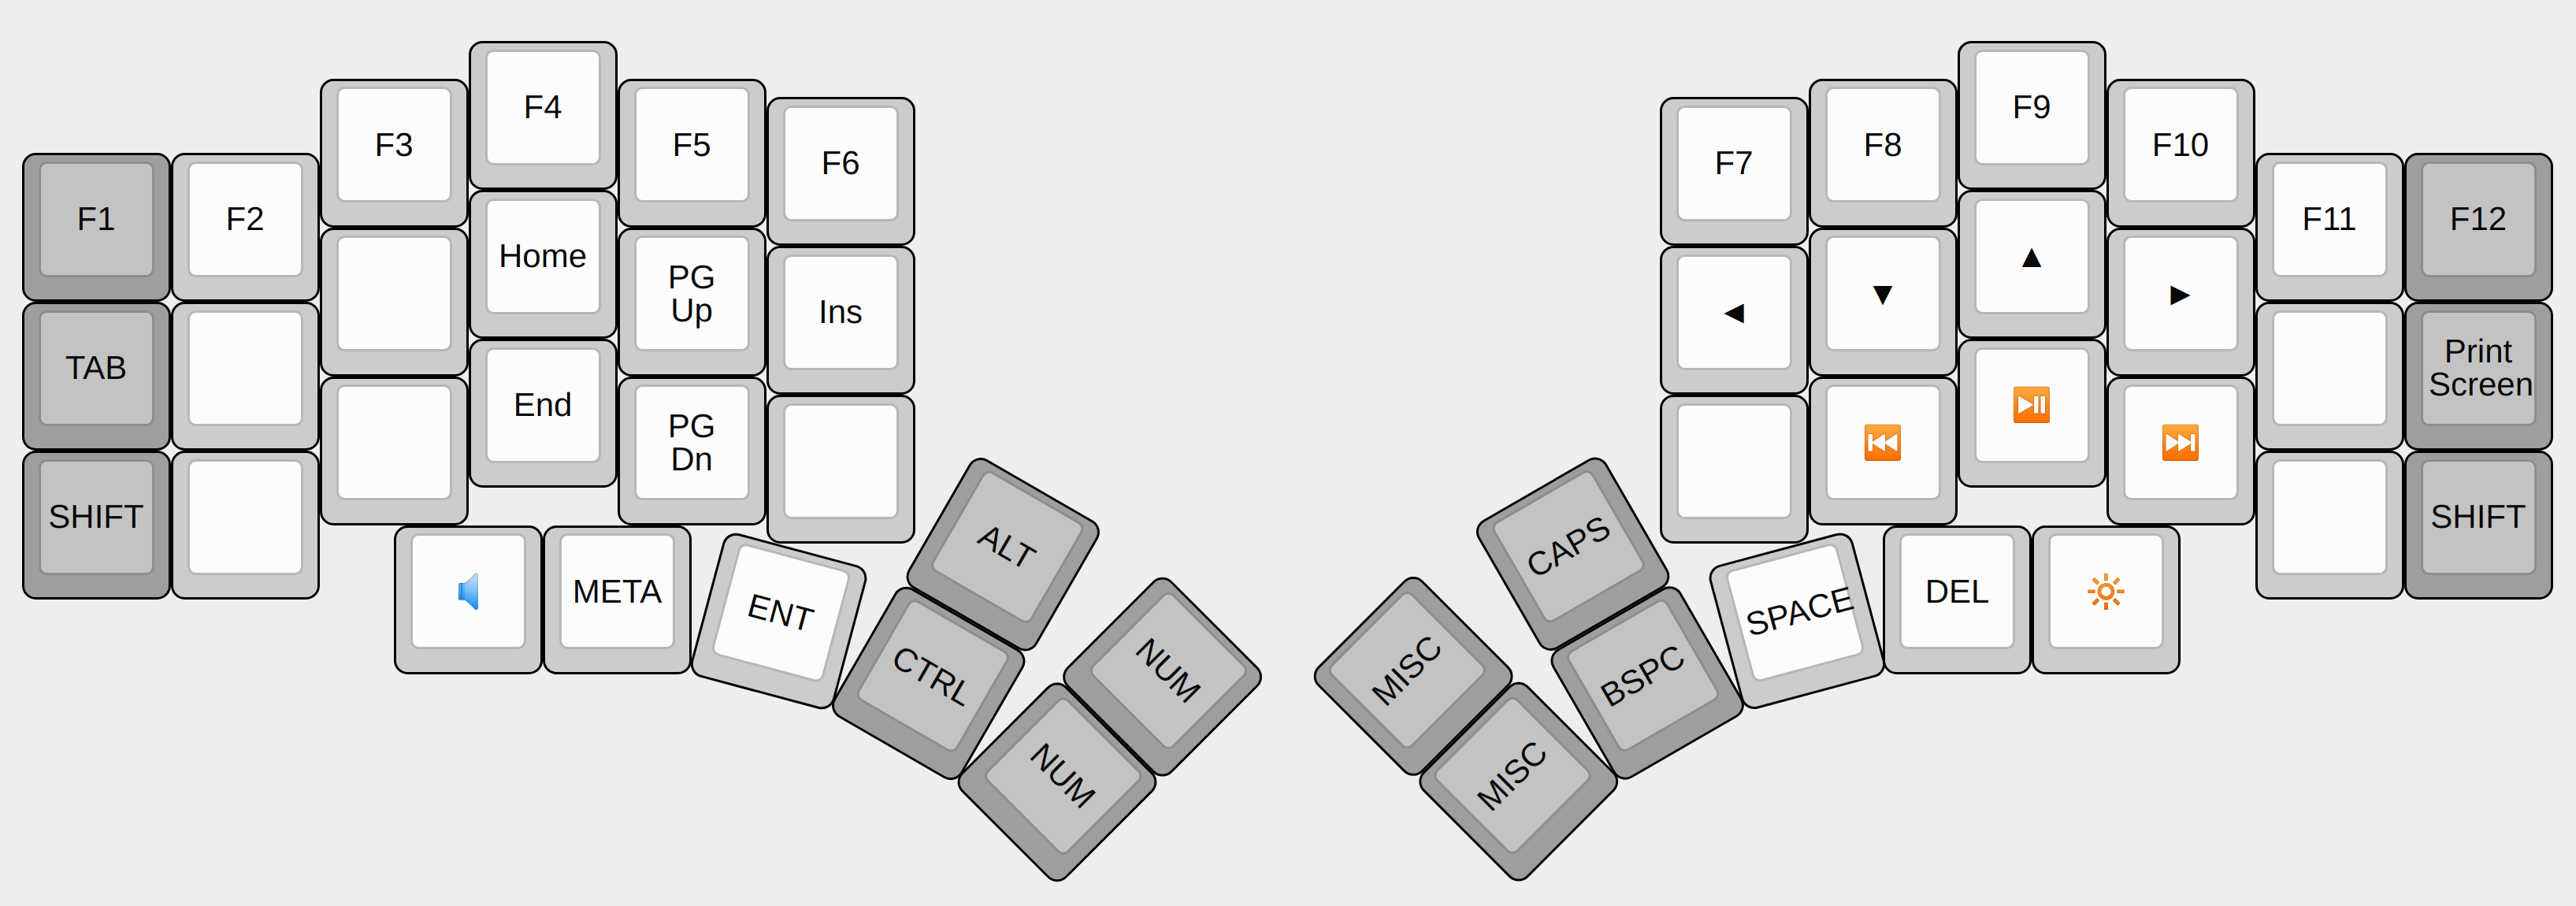 F1
F2
F3
F4
F5
F6
TAB
Home
PG
Up
Ins
SHIFT
End
PG
Dn
META
ENT
ALT
CTRL
NUM
NUM
F7
F8
F9
F10
F11
F12
◄
▼
▲
►
Print
Screen
⏮
⏯
⏭
SHIFT
CAPS
MISC
BSPC
MISC
SPACE
DEL